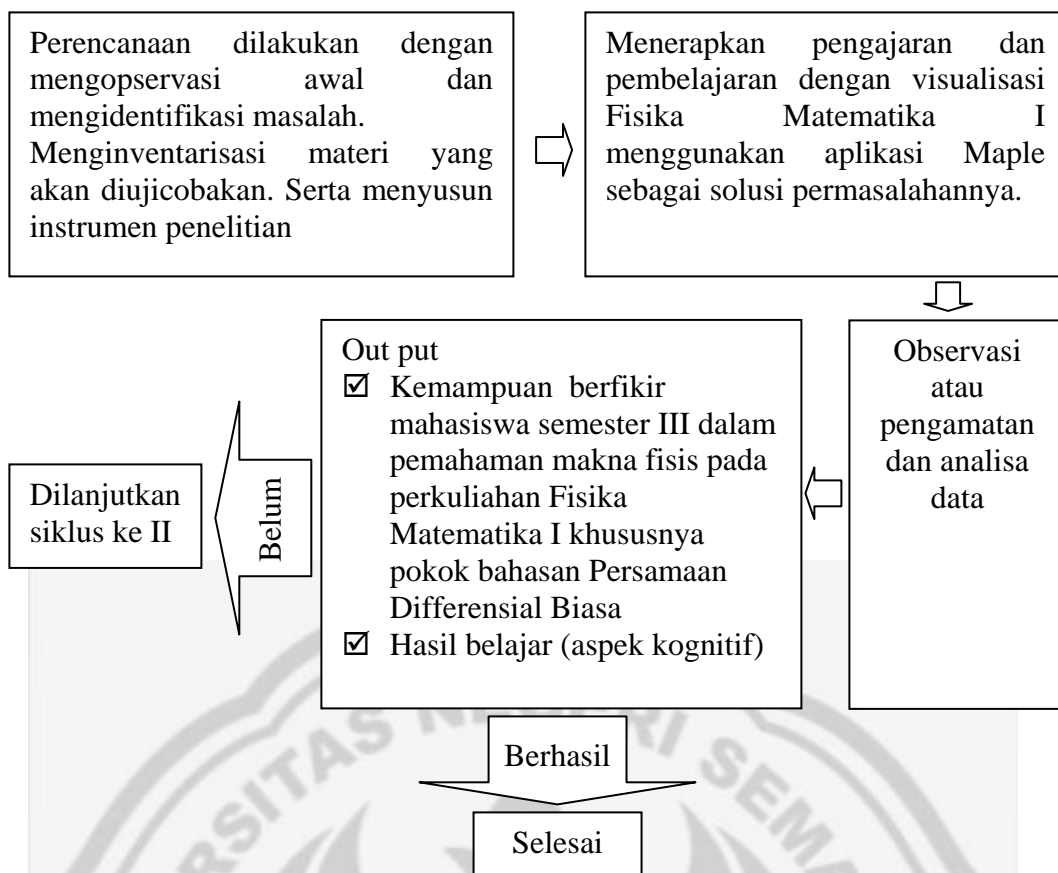 Perencanaan dilakukan dengan
mengopservasi awal dan
mengidentifikasi masalah.
Menginventarisasi materi yang
akan diujicobakan. Serta menyusun
instrumen penelitian
Menerapkan pengajaran dan
pembelajaran dengan visualisasi
Fisika Matematika I
menggunakan aplikasi Maple
sebagai solusi permasalahannya.
Observasi
atau
pengamatan
dan analisa
data
Out put
☑ Kemampuan berfikir
mahasiswa semester III dalam
pemahaman makna fisis pada
perkuliahan Fisika
Matematika I khususnya
pokok bahasan Persamaan
Differensial Biasa
☑ Hasil belajar (aspek kognitif)
Belum
Dilanjutkan
siklus ke II
Berhasil
Selesai